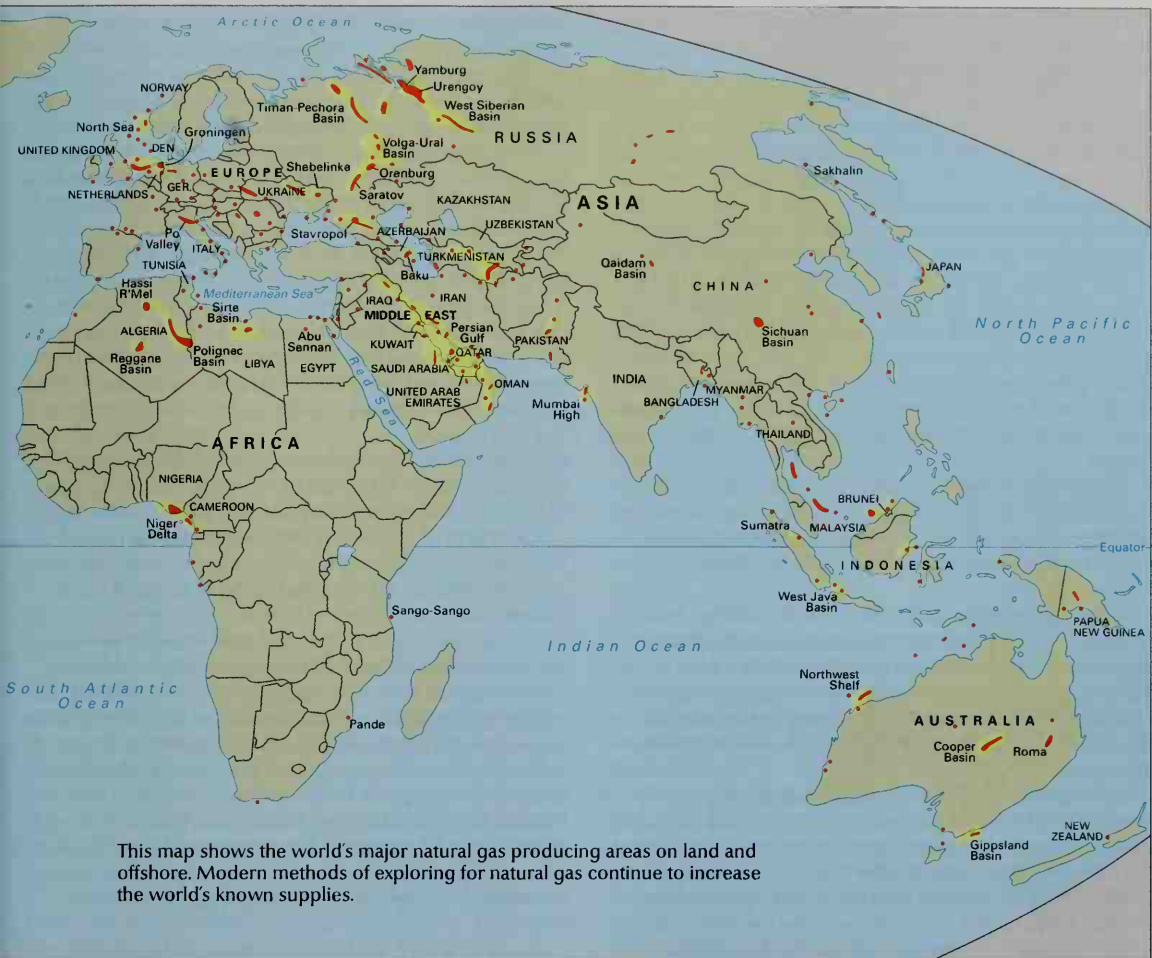 Arctic Ocean
NORWAY
Yamburg
Urengoy
Timan-Pechora
Basin
West Siberian
Basin
North Sea
Groningen
RUSSIA
UNITED KINGDOM
DEN
Volga-Ural
Basin
Sakhalin
EUROPE
Shebelinka
Orenburg
NETHERLANDS
GER.
UKRAINE
Saratov
KAZAKHSTAN
ASIA
Po
Valley
ITALY
Stavropol
AZERBAIJAN
UZBEKISTAN
TURKMENISTAN
Baku
Qaidam
Basin
CHINA
JAPAN
TUNISIA
Hassi
R'Mel
Mediterranean Sea
Sirte
Basin
IRAQ
IRAN
MIDDLE EAST
North Pacific
Ocean
ALGERIA
Reggane
Basin
Polignec
Basin
LIBYA
Abu
Sennan
EGYPT
KUWAIT
Persian
Gulf
QATAR
PAKISTAN
Sichuan
Basin
Red Sea
SAUDI ARABIA
UNITED ARAB
EMIRATES
OMAN
Mumbai
High
INDIA
BANGLADESH
MYANMAR
THAILAND
AFRICA
NIGERIA
CAMEROON
Niger
Delta
BRUNEI
Sumatra
MALAYSIA
Equator
INDONESIA
West Java
Basin
Sango-Sango
PAPUA
NEW GUINEA
Indian Ocean
South Atlantic
Ocean
Northwest
Shelf
Pande
AUSTRALIA
Cooper
Basin
Roma
NEW
ZEALAND
Gippsland
Basin
This map shows the world's major natural gas producing areas on land and
offshore. Modern methods of exploring for natural gas continue to increase
the world's known supplies.